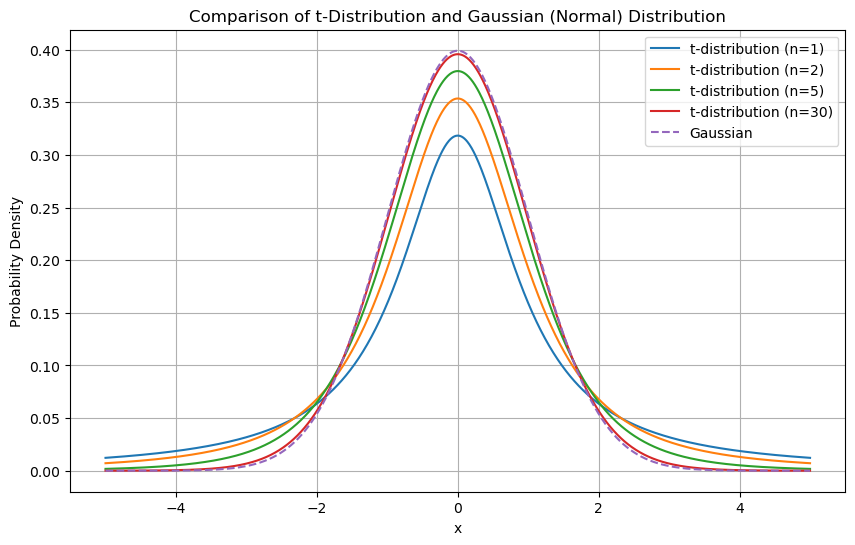 Comparison of t-Distribution and Gaussian (Normal) Distribution
t-distribution (n=1)
t-distribution (n=2)
t-distribution (n=5)
t-distribution (n=30)
Gaussian
Probability Density
0.40
0.35
0.30
0.25
0.20
0.15
0.10
0.05
0.00
−4
−2
0
2
4
x